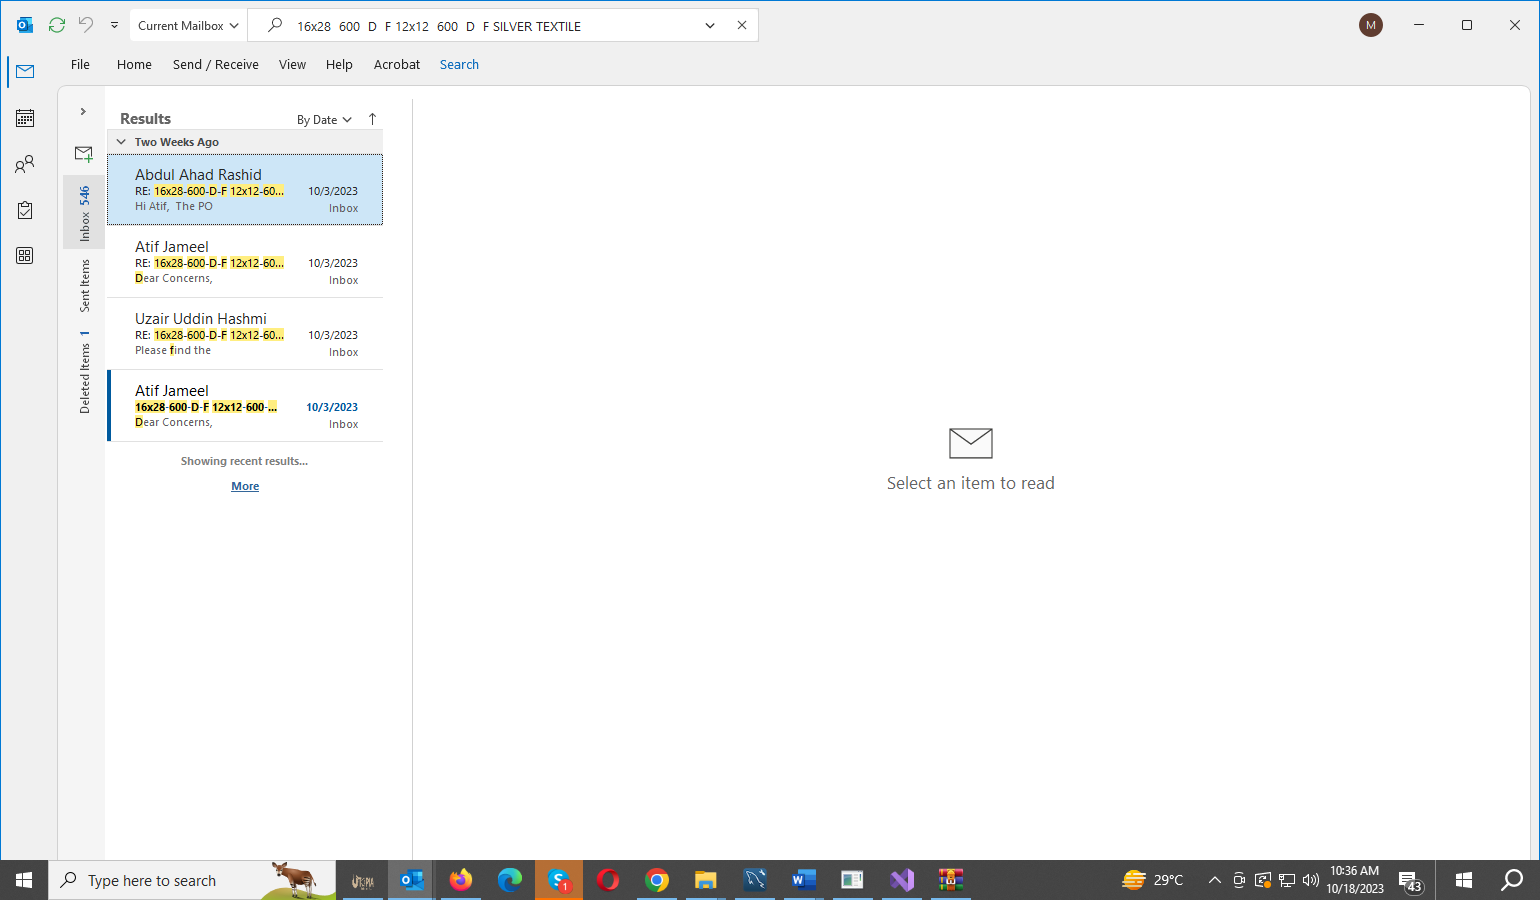 Current Mailbox
16x28 600 D F 12x12 600 D F SILVER TEXTILE
M
File Home Send / Receive View Help Acrobat Search
Results
By Date
Two Weeks Ago
Abdul Ahad Rashid
RE: 16x28-600-D-F 12x12-60... 10/3/2023
Hi Atif, The PO Inbox
Atif Jameel
RE: 16x28-600-D-F 12x12-60... 10/3/2023
Dear Concerns, Inbox
Uzair Uddin Hashmi
RE: 16x28-600-D-F 12x12-60... 10/3/2023
Please find the Inbox
Atif Jameel
16x28-600-D-F 12x12-600-... 10/3/2023
Dear Concerns, Inbox
Showing recent results...
More
Inbox 546
Sent Items
Deleted Items 1
Select an item to read
Type here to search
UTOPIA
1
29°C
10:36 AM
10/18/2023
43